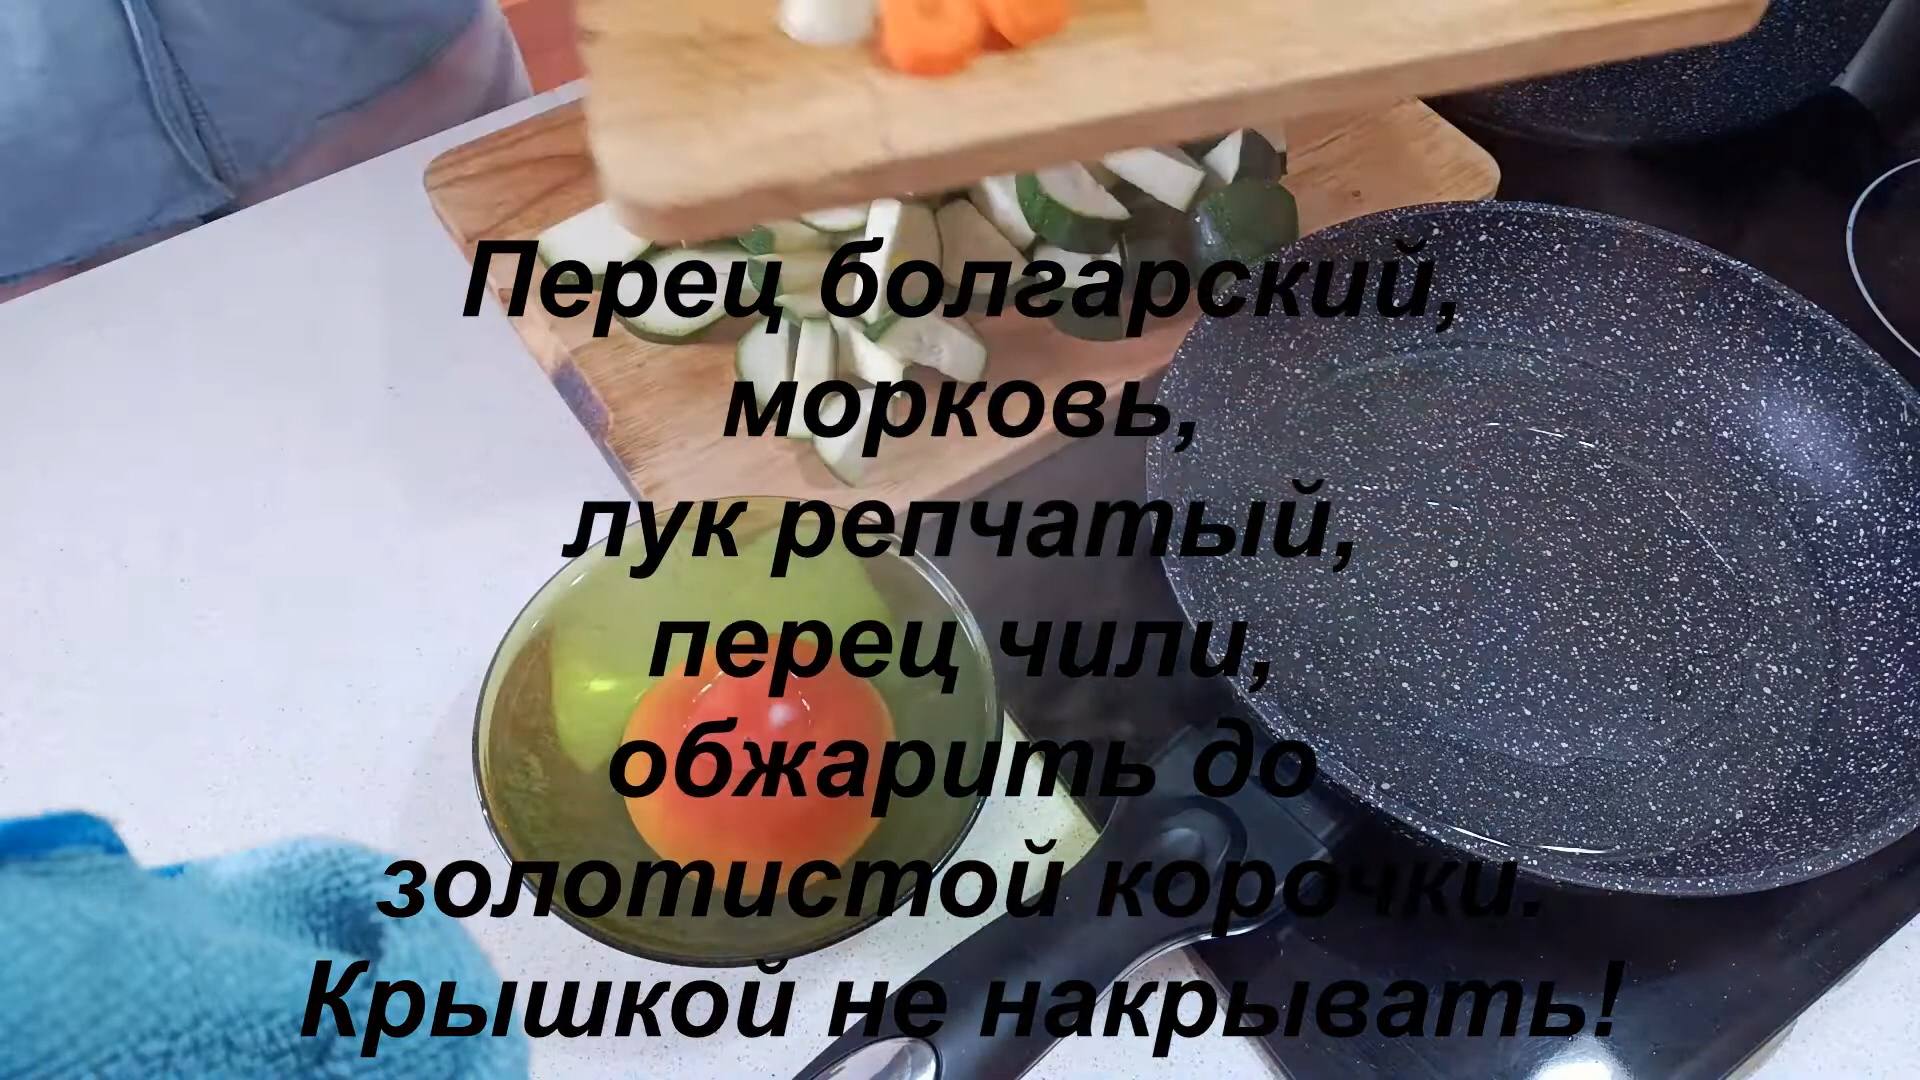 Перец болгарский,
морковь,
лук репчатый,
перец чили,
обжарить до
золотистой корочки.
Крышкой не накрывать!